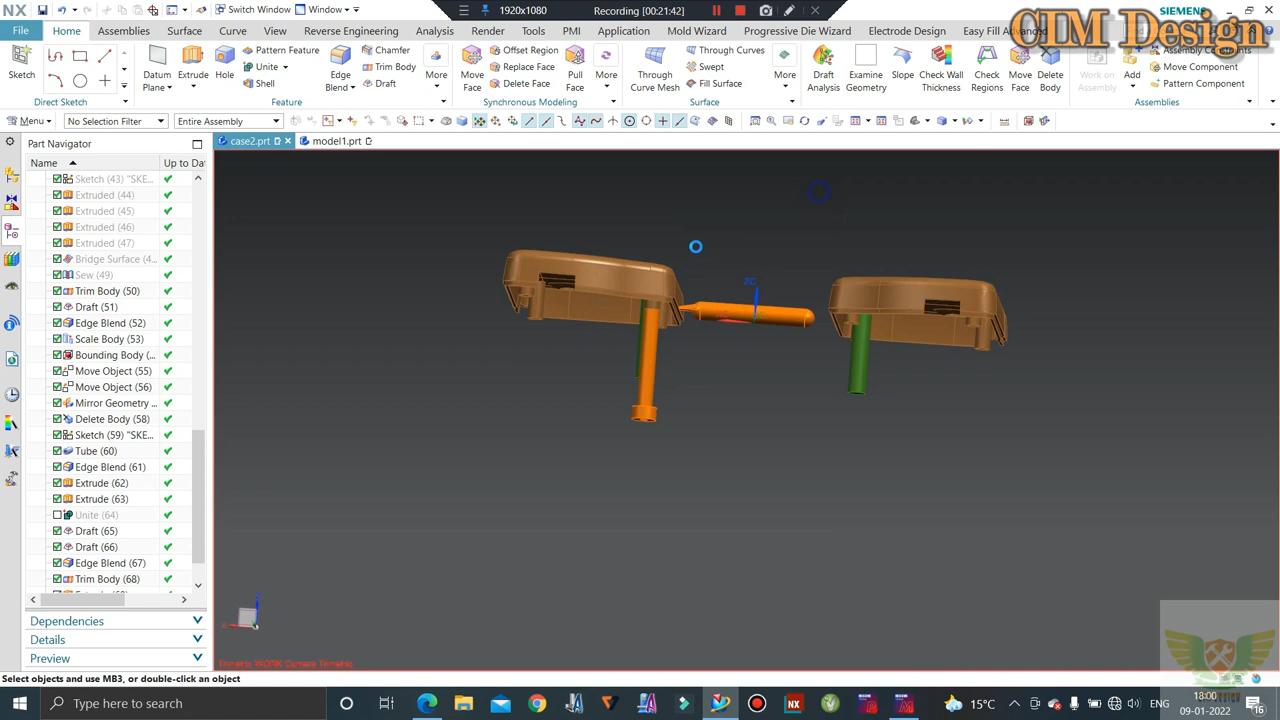 NX
Switch Window
Window
1920x1080
Recording [00:21:42]
SIEMENS
CIM Design
File
Home
Assemblies
Surface
Curve
View
Reverse Engineering
Analysis
Render
Tools
PMI
Application
Mold Wizard
Progressive Die Wizard
Electrode Design
Easy Fill Advanced
Sketch
Direct Sketch
Datum Plane
Extrude
Hole
Pattern Feature
Unite
Shell
Edge Blend
Chamfer
Trim Body
Draft
More
Feature
Move Face
Offset Region
Replace Face
Delete Face
Pull Face
More
Synchronous Modeling
Through Curve Mesh
Through Curves
Swept
Fill Surface
More
Surface
Draft Analysis
Examine Geometry
Slope
Check Wall Thickness
Check Regions
Move Face
Delete Body
Work on Assembly
Add
Assembly Constraints
Move Component
Pattern Component
Assemblies
Menu
No Selection Filter
Entire Assembly
Part Navigator
case2.prt
model1.prt
Name
Up to Da
Sketch (43) "SKE...
Extruded (44)
Extruded (45)
Extruded (46)
Extruded (47)
Bridge Surface (4...
Sew (49)
Trim Body (50)
Draft (51)
Edge Blend (52)
Scale Body (53)
Bounding Body (...
Move Object (55)
Move Object (56)
Mirror Geometry ...
Delete Body (58)
Sketch (59) "SKE...
Tube (60)
Edge Blend (61)
Extrude (62)
Extrude (63)
Unite (64)
Draft (65)
Draft (66)
Edge Blend (67)
Trim Body (68)
Dependencies
Details
Preview
ZC
Trimetric WORK Camera Trimetric
Select objects and use MB3, or double-click an object
Type here to search
15°C
ENG
18:00
09-01-2022
16